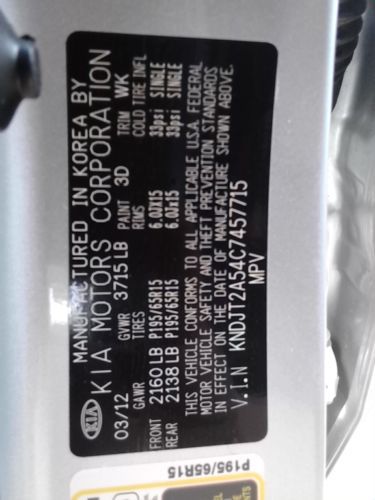 KIA
MANUFACTURED IN KOREA BY
KIA MOTORS CORPORATION
03/12 GVWR 3715 LB PAINT 3D TRIM WK
GAWR TIRES COLD TIRE INFL
FRONT 2160 LB P195/65R15 6.0JX15 33psi SINGLE
REAR 2138 LB P195/65R15 6.0JX15 33psi SINGLE
THIS VEHICLE CONFORMS TO ALL APPLICABLE U.S.A. FEDERAL
MOTOR VEHICLE SAFETY AND THEFT PREVENTION STANDARDS
IN EFFECT ON THE DATE OF MANUFACTURE SHOWN ABOVE.
V.I.N KNDJT2A54C7457715
MPV
P195/65R15